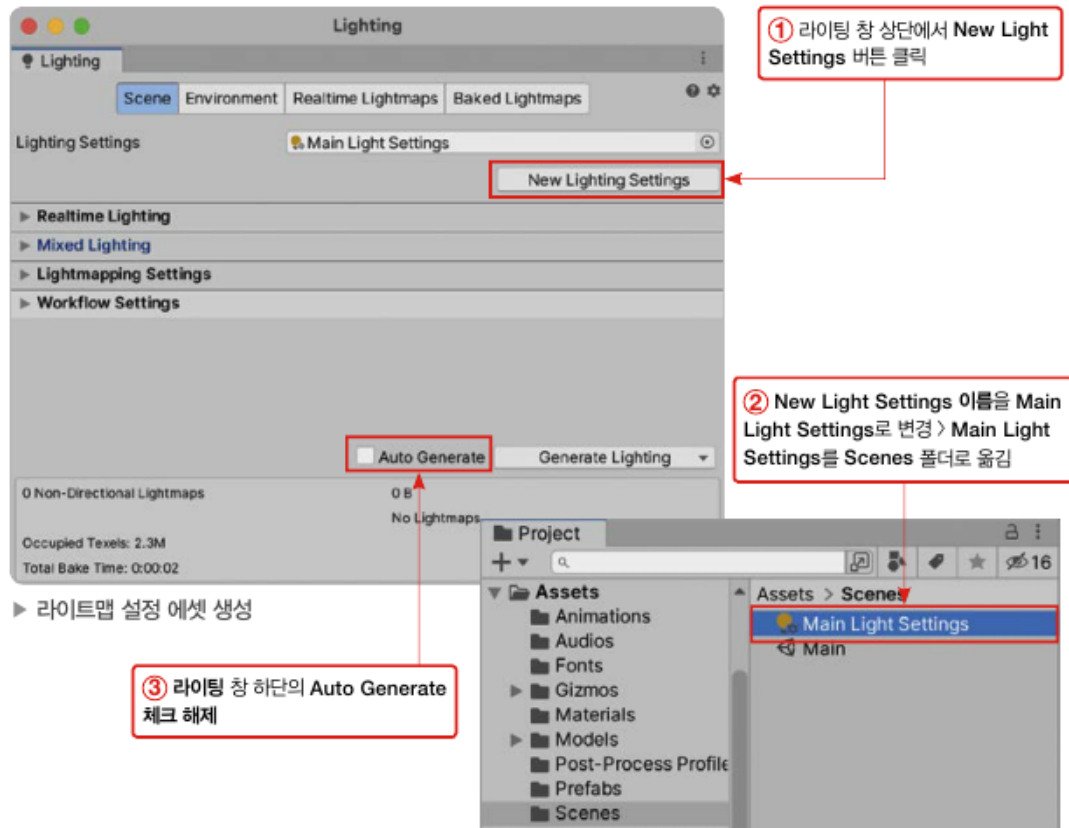 Lighting
Lighting
Scene Environment Realtime Lightmaps Baked Lightmaps
Lighting Settings
Main Light Settings
New Lighting Settings
Realtime Lighting
Mixed Lighting
Lightmapping Settings
Workflow Settings
Auto Generate
Generate Lighting
0 Non-Directional Lightmaps
0 B
No Lightmaps
Occupied Texels: 2.3M
Total Bake Time: 0:00:02
▶ 라이트맵 설정 에셋 생성
① 라이팅 창 상단에서 New Light
Settings 버튼 클릭
② New Light Settings 이름을 Main
Light Settings로 변경 > Main Light
Settings를 Scenes 폴더로 옮김
③ 라이팅 창 하단의 Auto Generate
체크 해제
Project
16
Assets
Animations
Audios
Fonts
Gizmos
Materials
Models
Post-Process Profile
Prefabs
Scenes
Assets > Scenes
Main Light Settings
Main